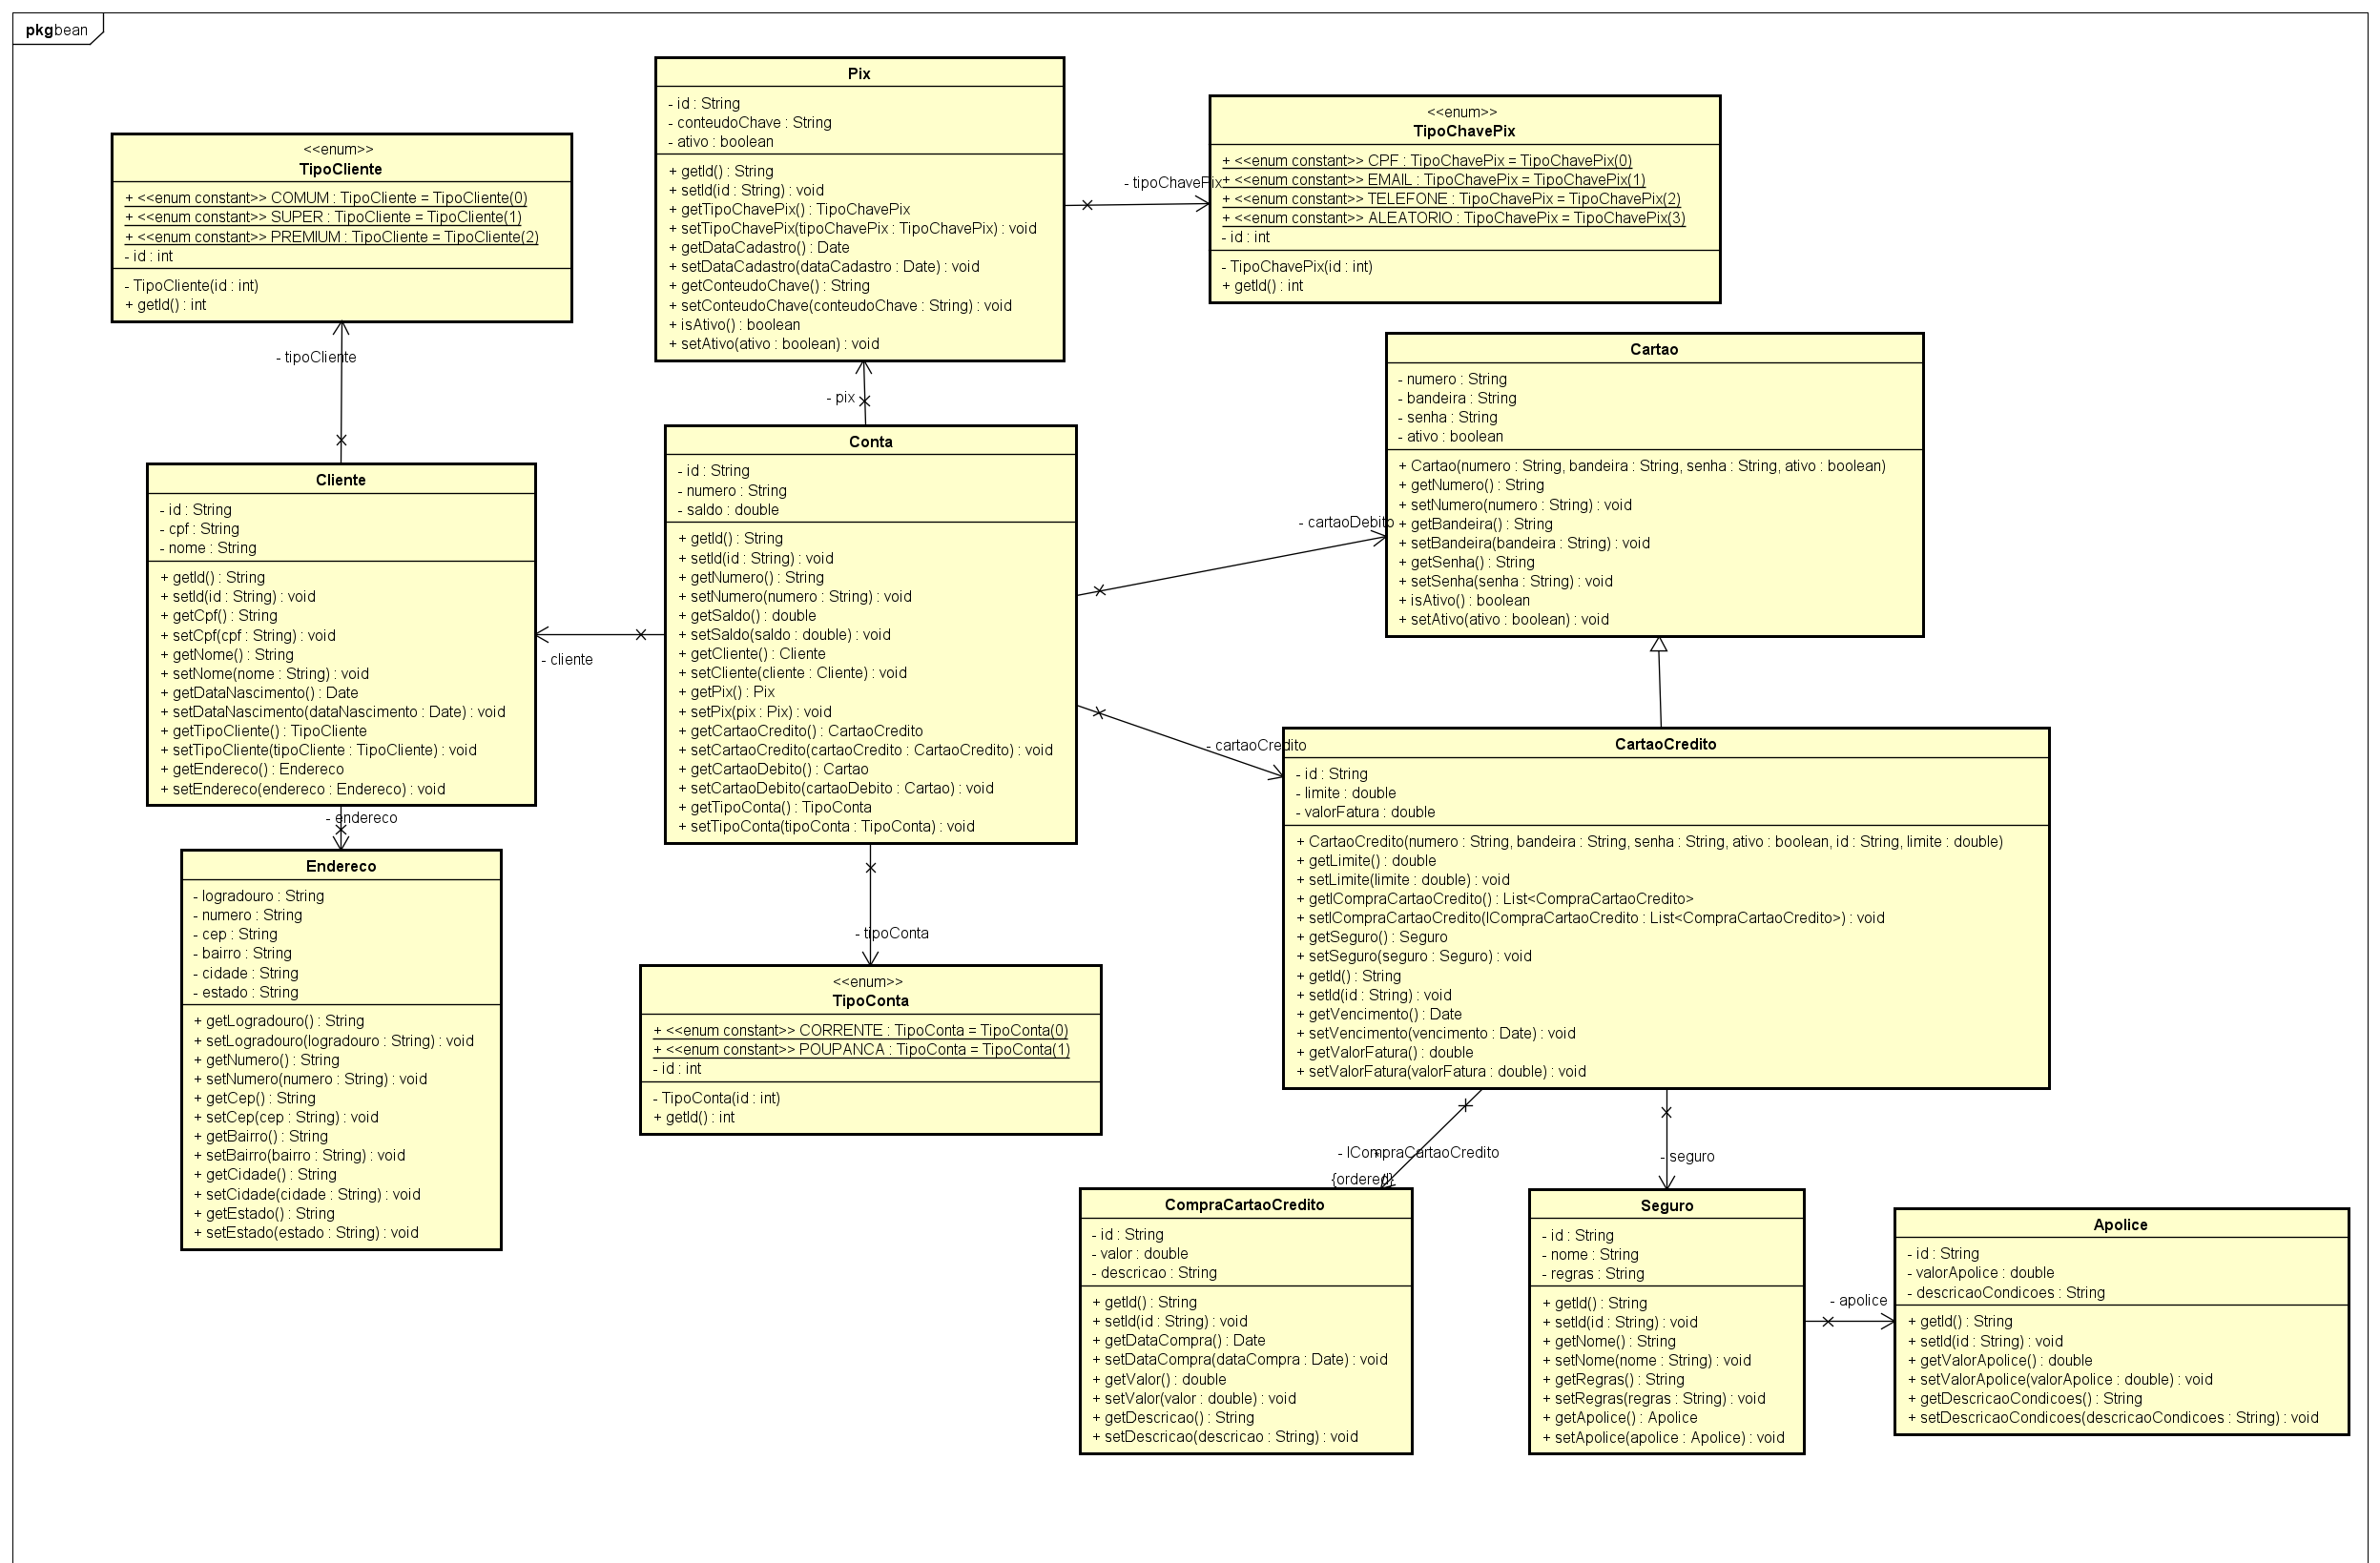 pkg bean
Pix
- id : String
- conteudoChave : String
- ativo : boolean
+ getId() : String
+ setId(id : String) : void
+ getTipoChavePix() : TipoChavePix
+ setTipoChavePix(tipoChavePix : TipoChavePix) : void
+ getDataCadastro() : Date
+ setDataCadastro(dataCadastro : Date) : void
+ getConteudoChave() : String
+ setConteudoChave(conteudoChave : String) : void
+ isAtivo() : boolean
+ setAtivo(ativo : boolean) : void
- tipoChavePix
<<enum>>
TipoChavePix
+ <<enum constant>> CPF : TipoChavePix = TipoChavePix(0)
+ <<enum constant>> EMAIL : TipoChavePix = TipoChavePix(1)
+ <<enum constant>> TELEFONE : TipoChavePix = TipoChavePix(2)
+ <<enum constant>> ALEATORIO : TipoChavePix = TipoChavePix(3)
- id : int
- TipoChavePix(id : int)
+ getId() : int
<<enum>>
TipoCliente
+ <<enum constant>> COMUM : TipoCliente = TipoCliente(0)
+ <<enum constant>> SUPER : TipoCliente = TipoCliente(1)
+ <<enum constant>> PREMIUM : TipoCliente = TipoCliente(2)
- id : int
- TipoCliente(id : int)
+ getId() : int
- tipoCliente
- pix
Cliente
- id : String
- cpf : String
- nome : String
+ getId() : String
+ setId(id : String) : void
+ getCpf() : String
+ setCpf(cpf : String) : void
+ getNome() : String
+ setNome(nome : String) : void
+ getDataNascimento() : Date
+ setDataNascimento(dataNascimento : Date) : void
+ getTipoCliente() : TipoCliente
+ setTipoCliente(tipoCliente : TipoCliente) : void
+ getEndereco() : Endereco
+ setEndereco(endereco : Endereco) : void
- cliente
Conta
- id : String
- numero : String
- saldo : double
+ getId() : String
+ setId(id : String) : void
+ getNumero() : String
+ setNumero(numero : String) : void
+ getSaldo() : double
+ setSaldo(saldo : double) : void
+ getCliente() : Cliente
+ setCliente(cliente : Cliente) : void
+ getPix() : Pix
+ setPix(pix : Pix) : void
+ getCartaoCredito() : CartaoCredito
+ setCartaoCredito(cartaoCredito : CartaoCredito) : void
+ getCartaoDebito() : Cartao
+ setCartaoDebito(cartaoDebito : Cartao) : void
+ getTipoConta() : TipoConta
+ setTipoConta(tipoConta : TipoConta) : void
- cartaoDebito
- cartaoCredito
Cartao
- numero : String
- bandeira : String
- senha : String
- ativo : boolean
+ Cartao(numero : String, bandeira : String, senha : String, ativo : boolean)
+ getNumero() : String
+ setNumero(numero : String) : void
+ getBandeira() : String
+ setBandeira(bandeira : String) : void
+ getSenha() : String
+ setSenha(senha : String) : void
+ isAtivo() : boolean
+ setAtivo(ativo : boolean) : void
CartaoCredito
- id : String
- limite : double
- valorFatura : double
+ CartaoCredito(numero : String, bandeira : String, senha : String, ativo : boolean, id : String, limite : double)
+ getLimite() : double
+ setLimite(limite : double) : void
+ getlCompraCartaoCredito() : List<CompraCartaoCredito>
+ setlCompraCartaoCredito(lCompraCartaoCredito : List<CompraCartaoCredito>) : void
+ getSeguro() : Seguro
+ setSeguro(seguro : Seguro) : void
+ getId() : String
+ setId(id : String) : void
+ getVencimento() : Date
+ setVencimento(vencimento : Date) : void
+ getValorFatura() : double
+ setValorFatura(valorFatura : double) : void
- endereco
Endereco
- logradouro : String
- numero : String
- cep : String
- bairro : String
- cidade : String
- estado : String
+ getLogradouro() : String
+ setLogradouro(logradouro : String) : void
+ getNumero() : String
+ setNumero(numero : String) : void
+ getCep() : String
+ setCep(cep : String) : void
+ getBairro() : String
+ setBairro(bairro : String) : void
+ getCidade() : String
+ setCidade(cidade : String) : void
+ getEstado() : String
+ setEstado(estado : String) : void
- tipoConta
<<enum>>
TipoConta
+ <<enum constant>> CORRENTE : TipoConta = TipoConta(0)
+ <<enum constant>> POUPANCA : TipoConta = TipoConta(1)
- id : int
- TipoConta(id : int)
+ getId() : int
- lCompraCartaoCredito
*
{ordered}
- seguro
CompraCartaoCredito
- id : String
- valor : double
- descricao : String
+ getId() : String
+ setId(id : String) : void
+ getDataCompra() : Date
+ setDataCompra(dataCompra : Date) : void
+ getValor() : double
+ setValor(valor : double) : void
+ getDescricao() : String
+ setDescricao(descricao : String) : void
Seguro
- id : String
- nome : String
- regras : String
+ getId() : String
+ setId(id : String) : void
+ getNome() : String
+ setNome(nome : String) : void
+ getRegras() : String
+ setRegras(regras : String) : void
+ getApolice() : Apolice
+ setApolice(apolice : Apolice) : void
- apolice
Apolice
- id : String
- valorApolice : double
- descricaoCondicoes : String
+ getId() : String
+ setId(id : String) : void
+ getValorApolice() : double
+ setValorApolice(valorApolice : double) : void
+ getDescricaoCondicoes() : String
+ setDescricaoCondicoes(descricaoCondicoes : String) : void